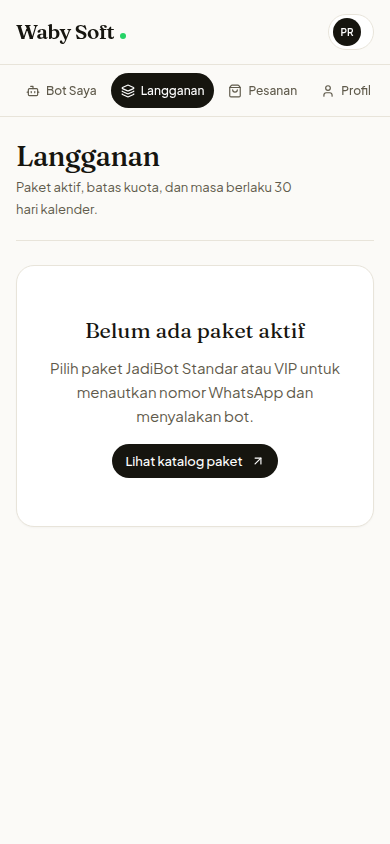 Waby Soft
PR
Bot Saya
Langganan
Pesanan
Profil
Langganan
Paket aktif, batas kuota, dan masa berlaku 30
hari kalender.
Belum ada paket aktif
Pilih paket JadiBot Standar atau VIP untuk
menautkan nomor WhatsApp dan
menyalakan bot.
Lihat katalog paket